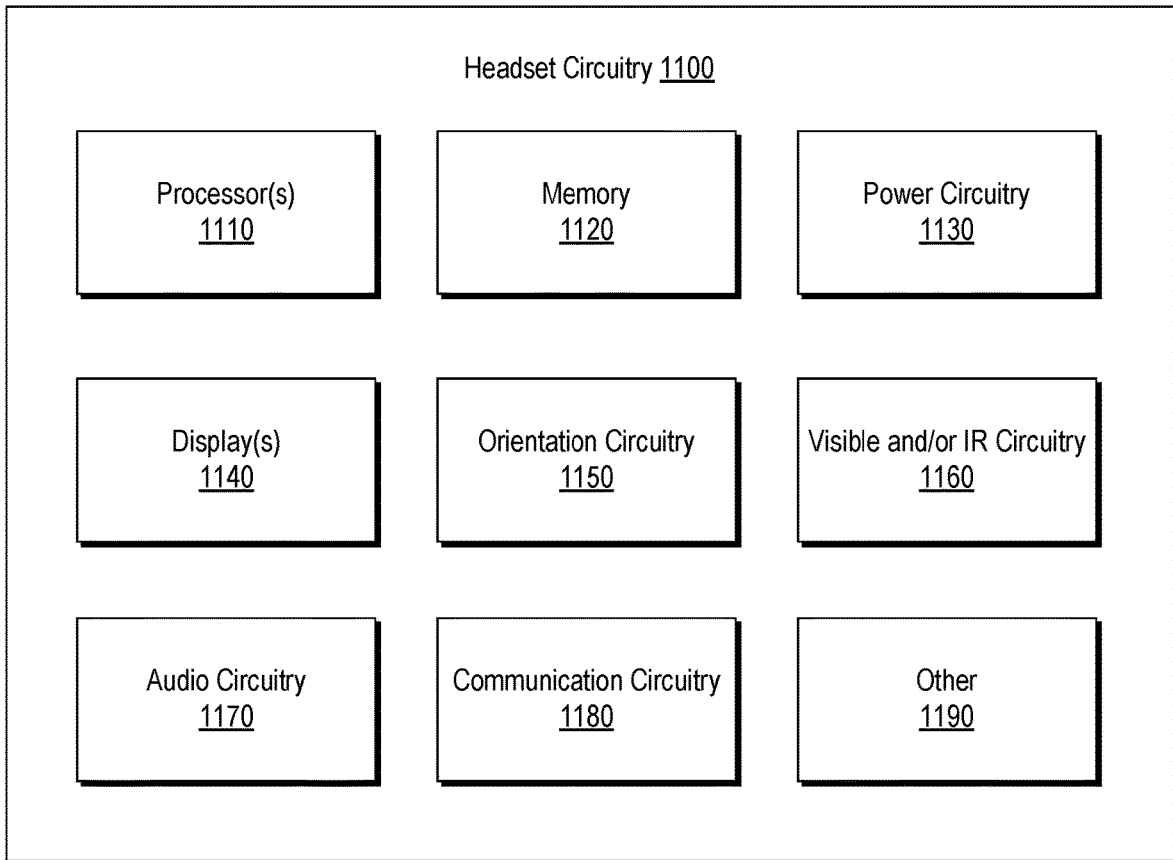 Headset Circuitry 1100
Processor(s)
1110
Memory
1120
Power Circuitry
1130
Display(s)
1140
Orientation Circuitry
1150
Visible and/or IR Circuitry
1160
Audio Circuitry
1170
Communication Circuitry
1180
Other
1190